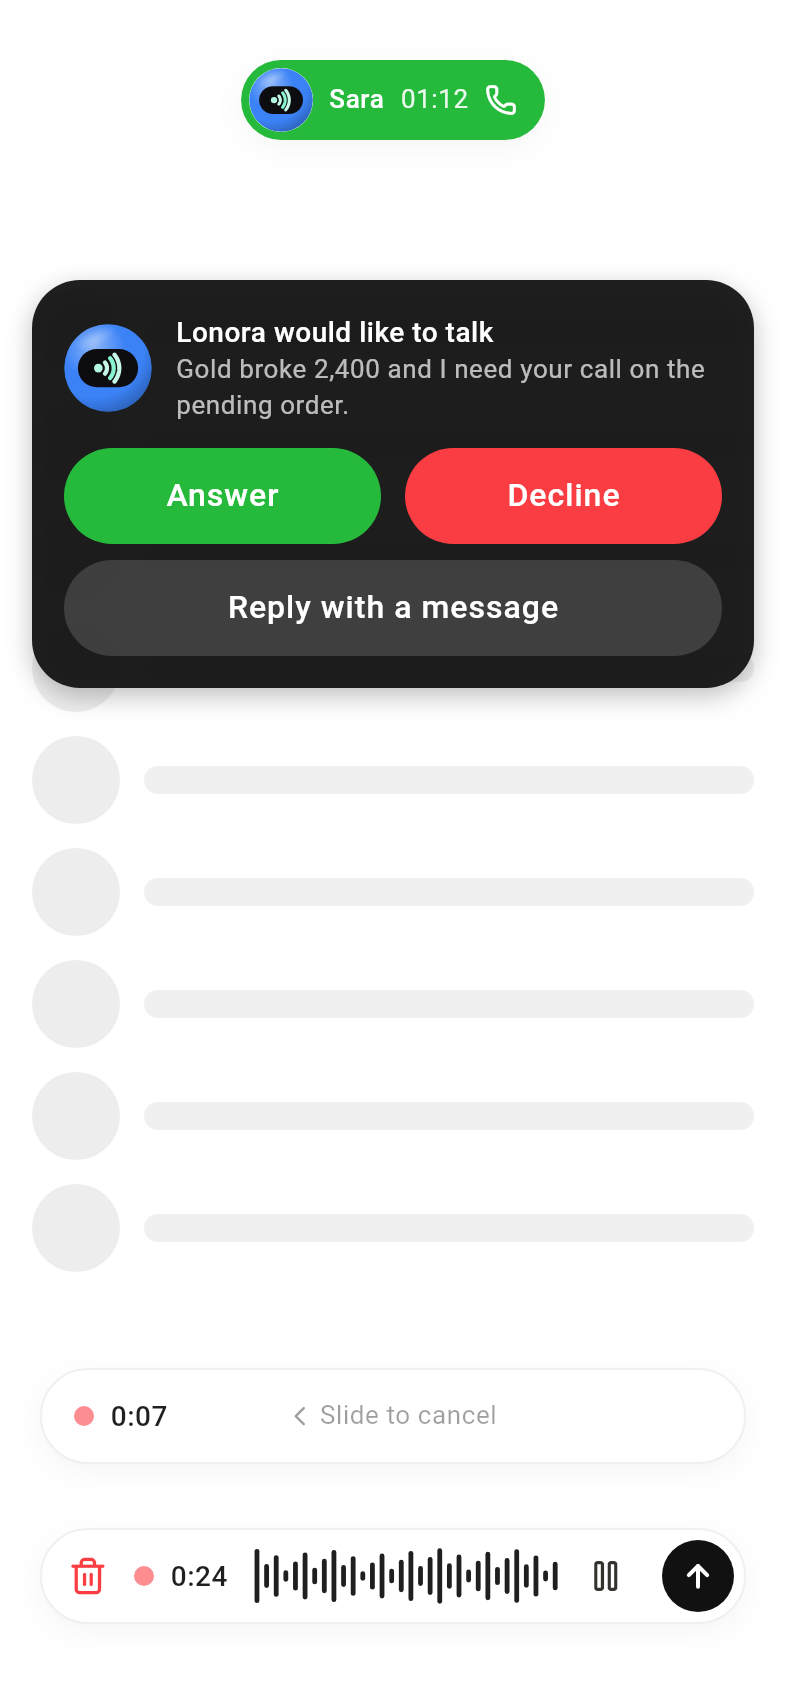 Sara 01:12
Lonora would like to talk
Gold broke 2,400 and I need your call on the
pending order.
Answer
Decline
Reply with a message
0:07
Slide to cancel
0:24